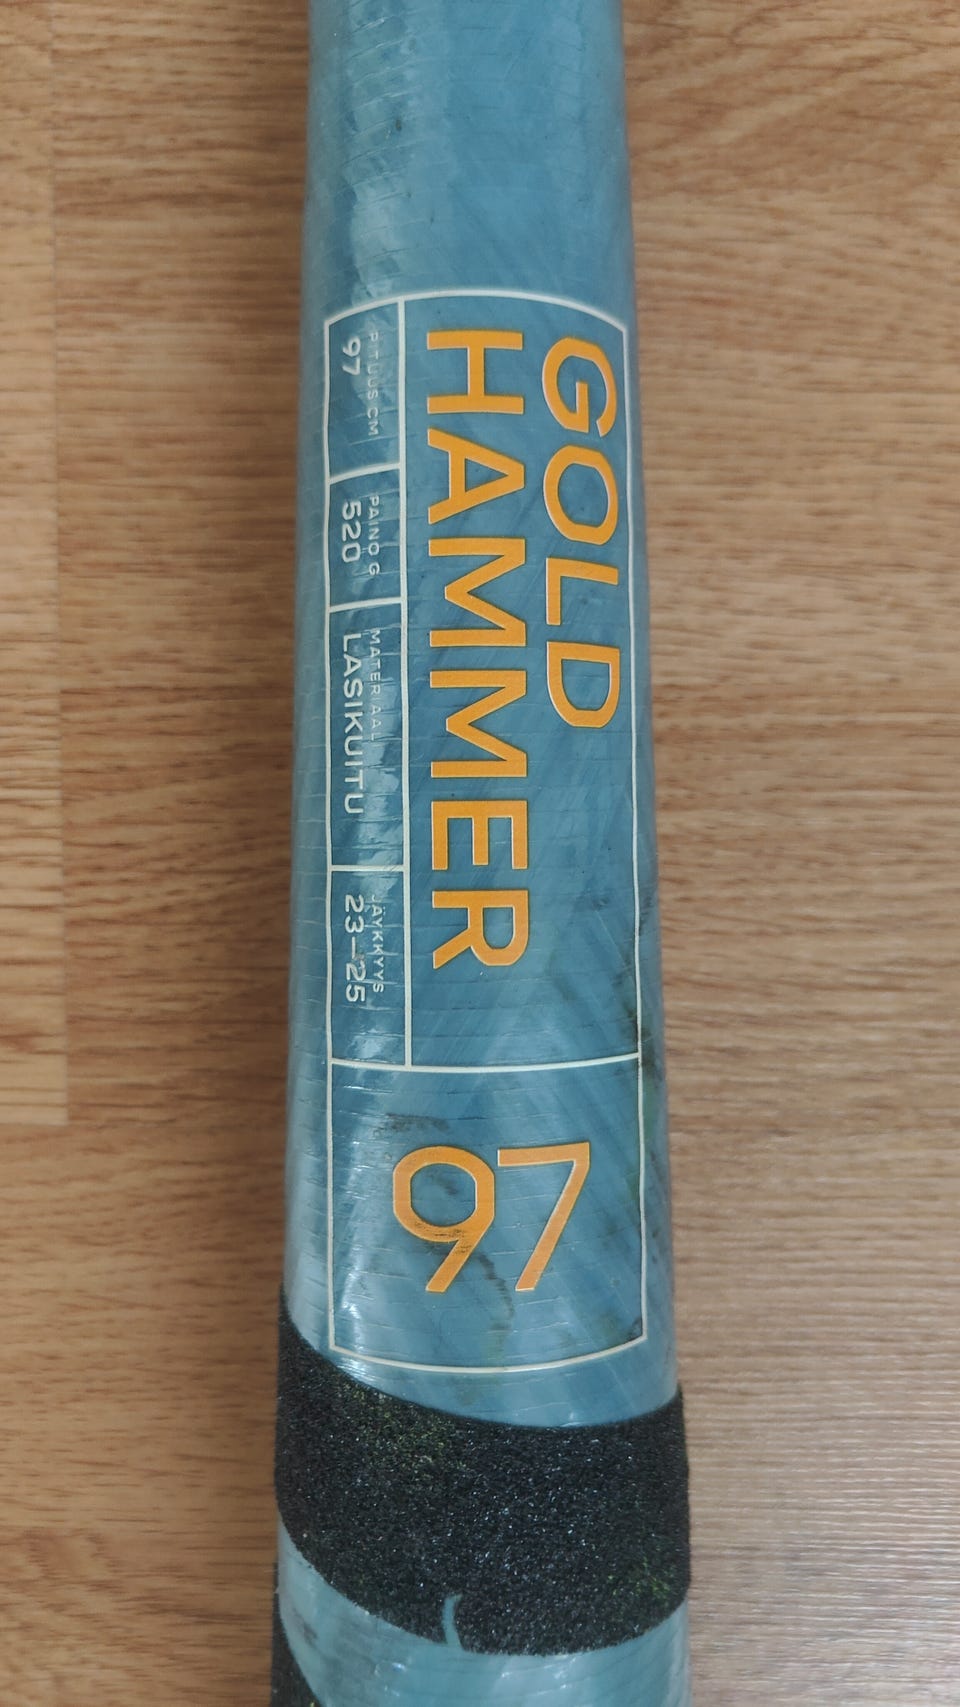 GOLD
HAMMER
PITUUS CM
97
PAINO G
520
MATERIAALI
LASIKUITU
JÄYKKYYS
23–25
97